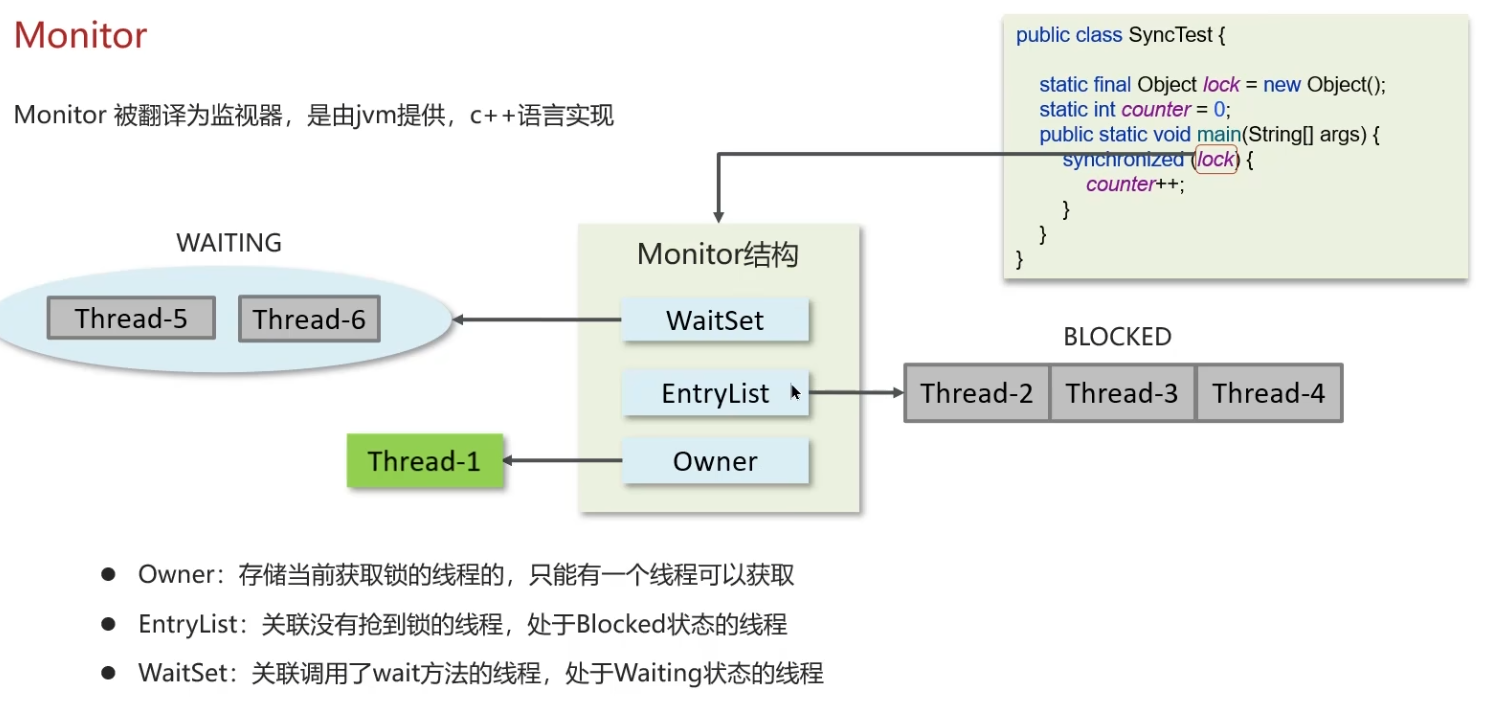 Monitor
Monitor 被翻译为监视器，是由jvm提供，c++语言实现
public class SyncTest {
static final Object lock = new Object();
static int counter = 0;
public static void main(String[] args) {
synchronized (lock) {
counter++;
}
}
}
WAITING
Thread-5
Thread-6
Monitor结构
WaitSet
EntryList
Owner
BLOCKED
Thread-2
Thread-3
Thread-4
Thread-1
● Owner：存储当前获取锁的线程的，只能有一个线程可以获取
● EntryList：关联没有抢到锁的线程，处于Blocked状态的线程
● WaitSet：关联调用了wait方法的线程，处于Waiting状态的线程